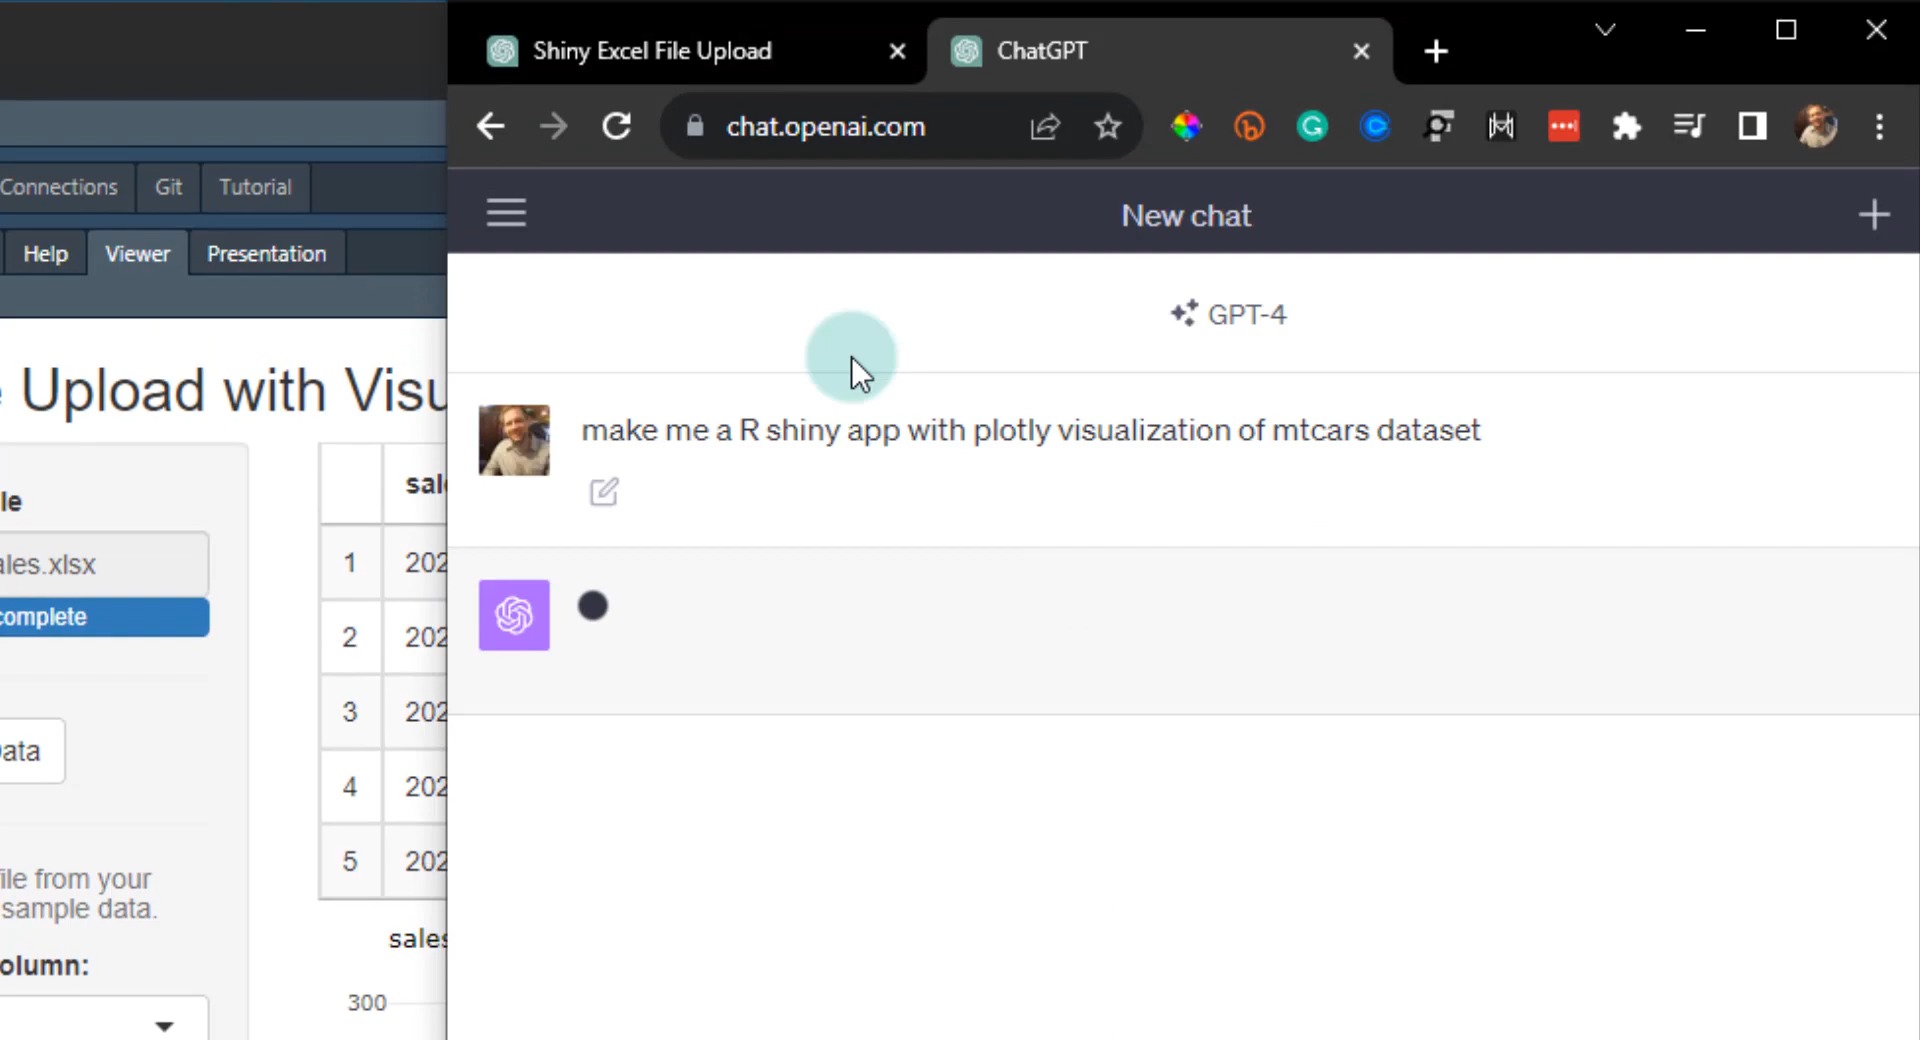 Shiny Excel File Upload
ChatGPT
chat.openai.com
Connections
Git
Tutorial
New chat
Help
Viewer
Presentation
GPT-4
Upload with Visu
make me a R shiny app with plotly visualization of mtcars dataset
sale
le
1 202
ales.xlsx
complete
2 202
3 202
ata
4 202
5 202
file from your
sample data.
sales
olumn:
300